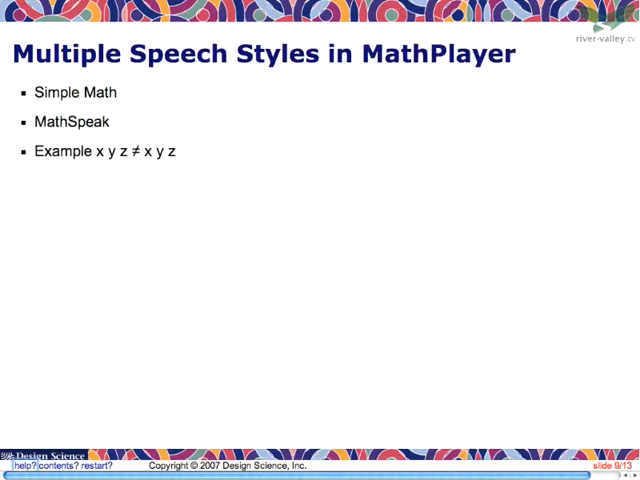 river-valley.tv
Multiple Speech Styles in MathPlayer
Simple Math
MathSpeak
Example x y z ≠ x y z
Design Science
help? contents? restart? Copyright © 2007 Design Science, Inc. slide 9/13